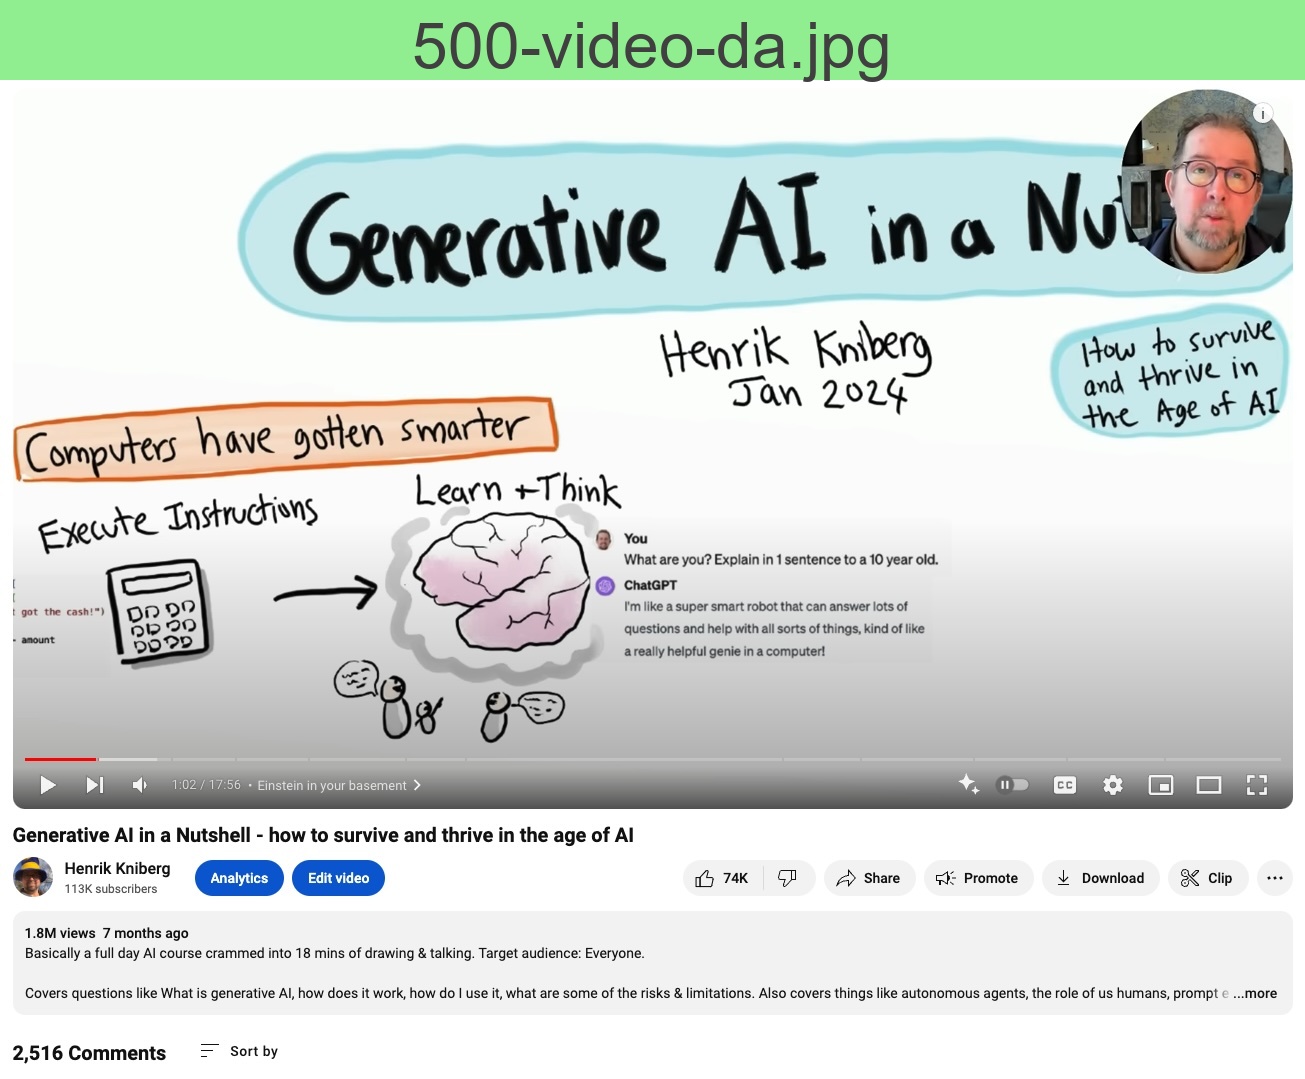 500-video-da.jpg
Generative AI in a Nu
Henrik Kniberg
Jan 2024
How to survive
and thrive in
the Age of AI
Computers have gotten smarter
Execute Instructions
Learn + Think
got the cash!")
amount
You
What are you? Explain in 1 sentence to a 10 year old.
ChatGPT
I'm like a super smart robot that can answer lots of
questions and help with all sorts of things, kind of like
a really helpful genie in a computer!
1:02 / 17:56 • Einstein in your basement
CC
Generative AI in a Nutshell - how to survive and thrive in the age of AI
Henrik Kniberg
113K subscribers
Analytics
Edit video
74K
Share
Promote
Download
Clip
1.8M views 7 months ago
Basically a full day AI course crammed into 18 mins of drawing & talking. Target audience: Everyone.
Covers questions like What is generative AI, how does it work, how do I use it, what are some of the risks & limitations. Also covers things like autonomous agents, the role of us humans, prompt e ...more
2,516 Comments
Sort by